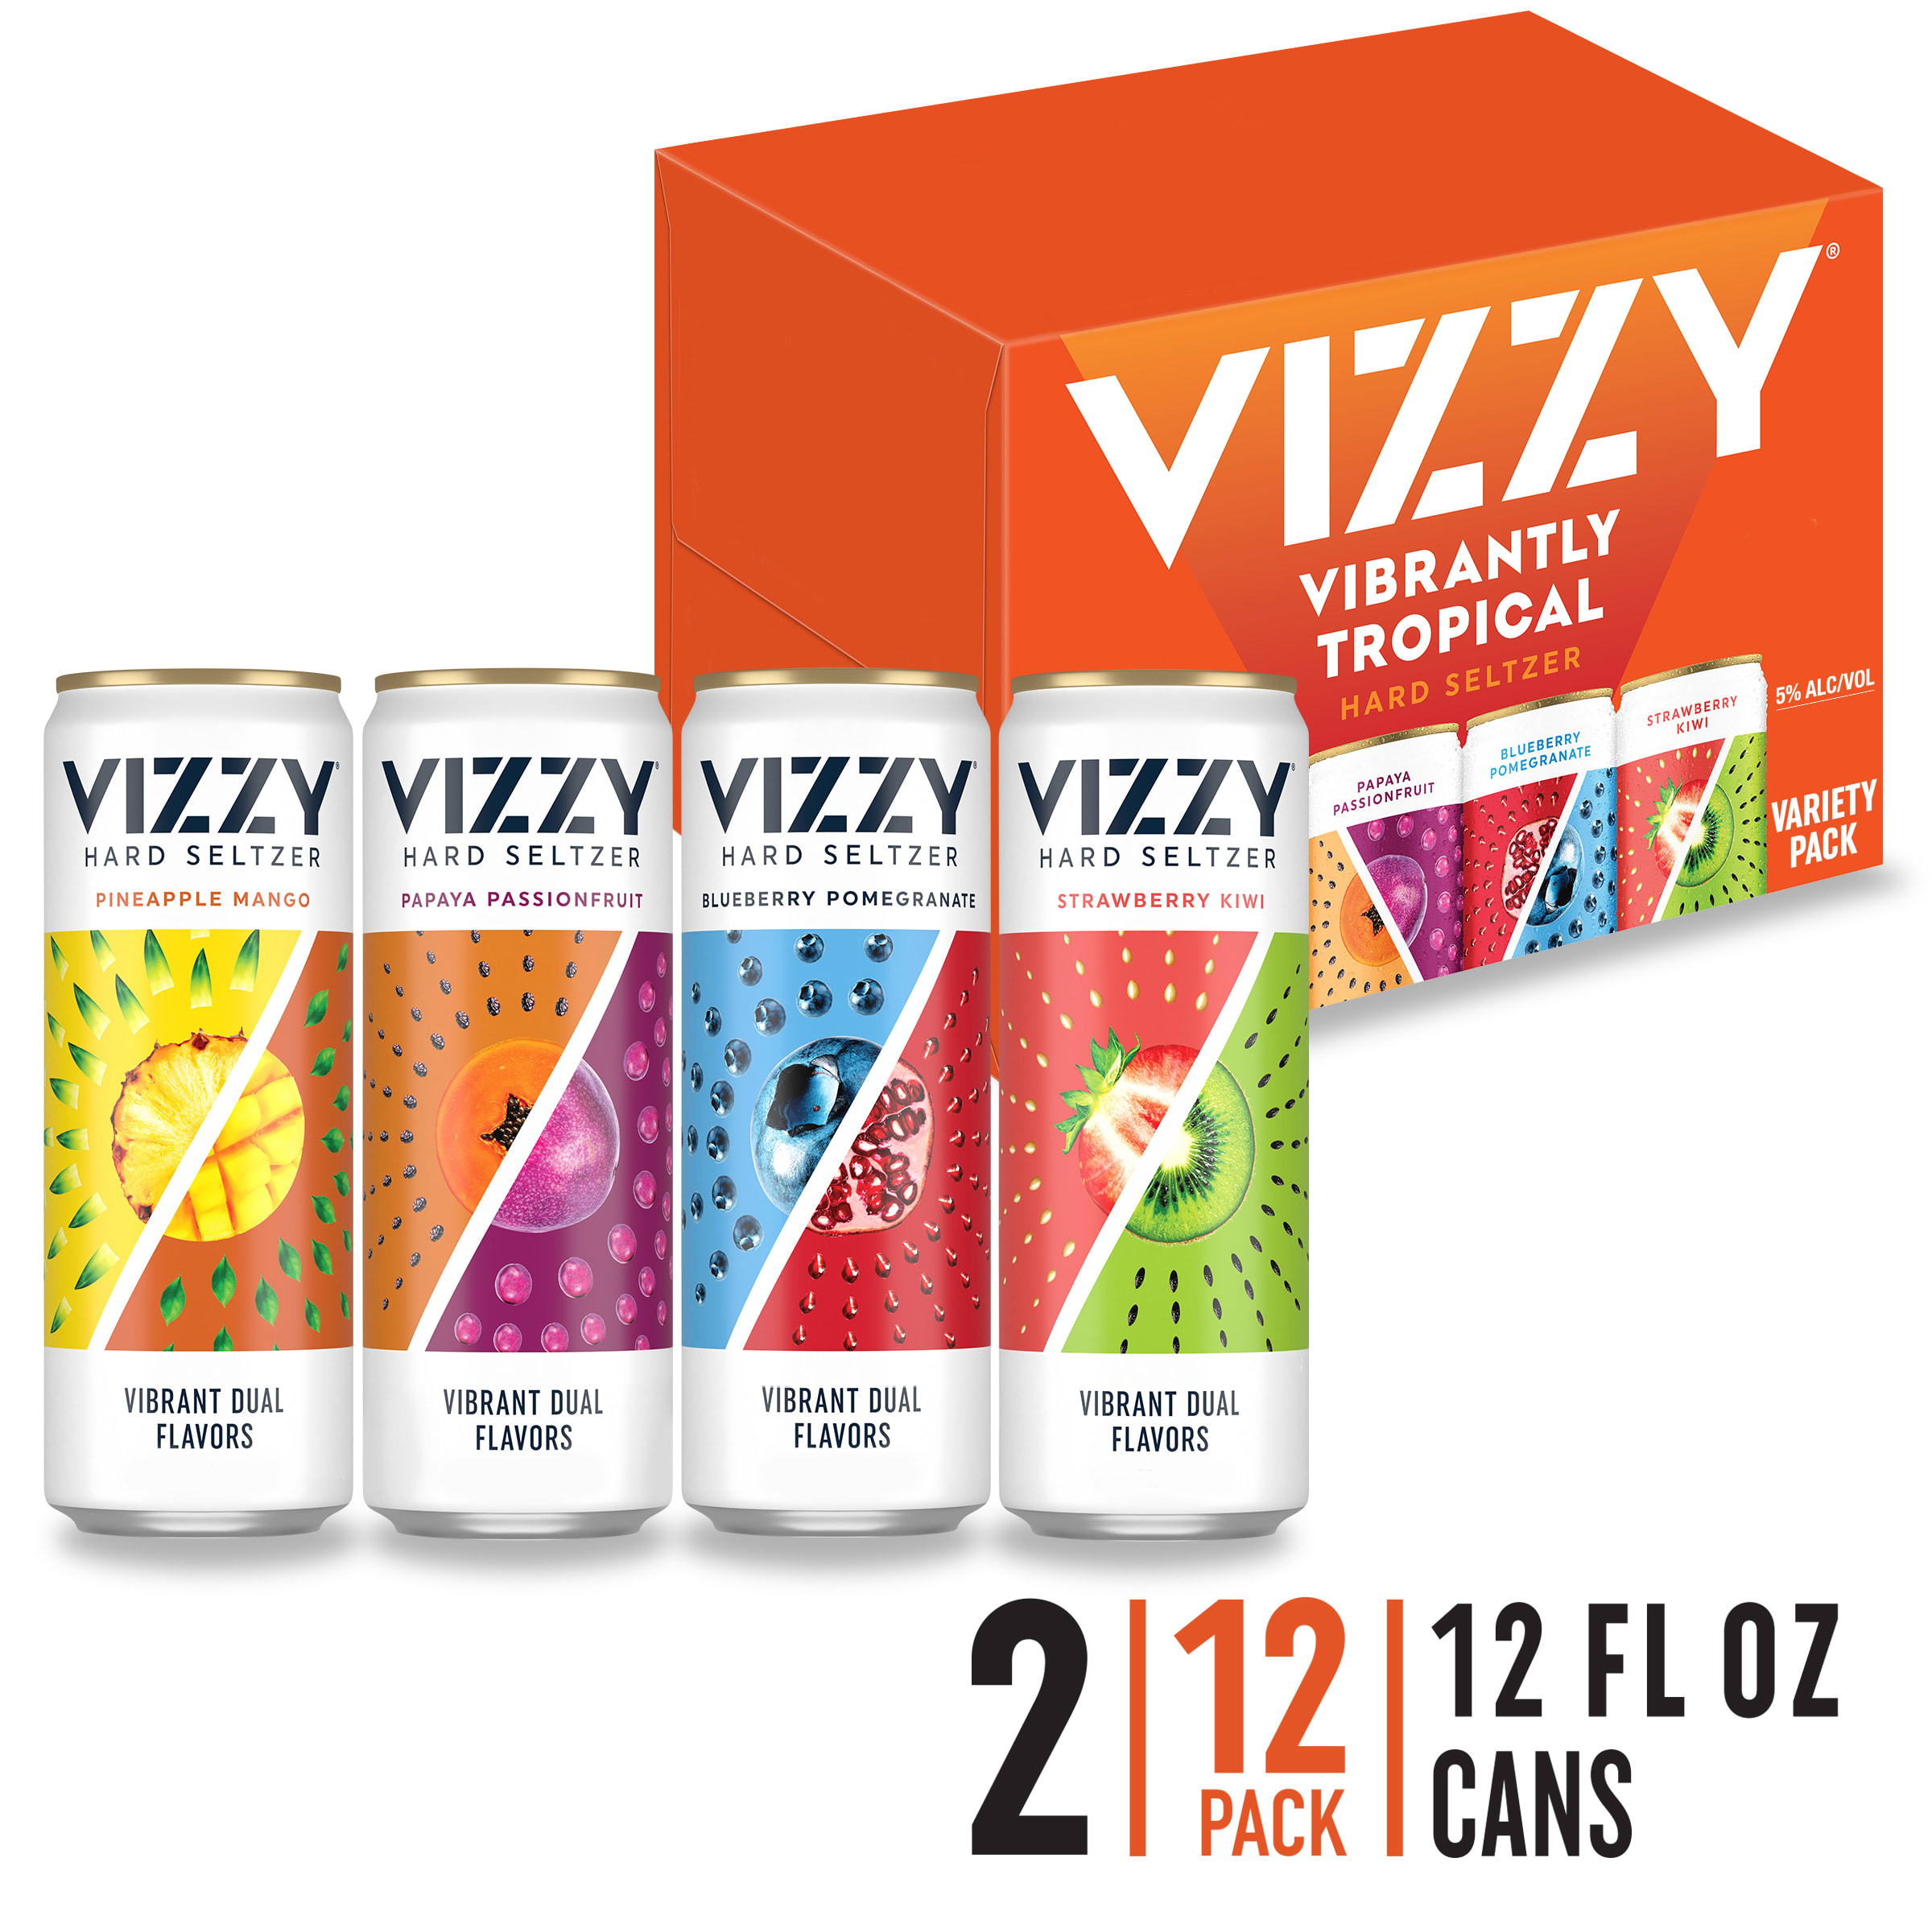 VIZZY®
VIBRANTLY
TROPICAL
HARD SELTZER
5% ALC/VOL
VARIETY
PACK
PAPAYA
PASSIONFRUIT
BLUEBERRY
POMEGRANATE
STRAWBERRY
KIWI
VIZZY®
HARD SELTZER
PINEAPPLE MANGO
VIBRANT DUAL
FLAVORS
VIZZY®
HARD SELTZER
PAPAYA PASSIONFRUIT
VIBRANT DUAL
FLAVORS
VIZZY®
HARD SELTZER
BLUEBERRY POMEGRANATE
VIBRANT DUAL
FLAVORS
VIZZY®
HARD SELTZER
STRAWBERRY KIWI
VIBRANT DUAL
FLAVORS
2
12
PACK
12 FL OZ
CANS